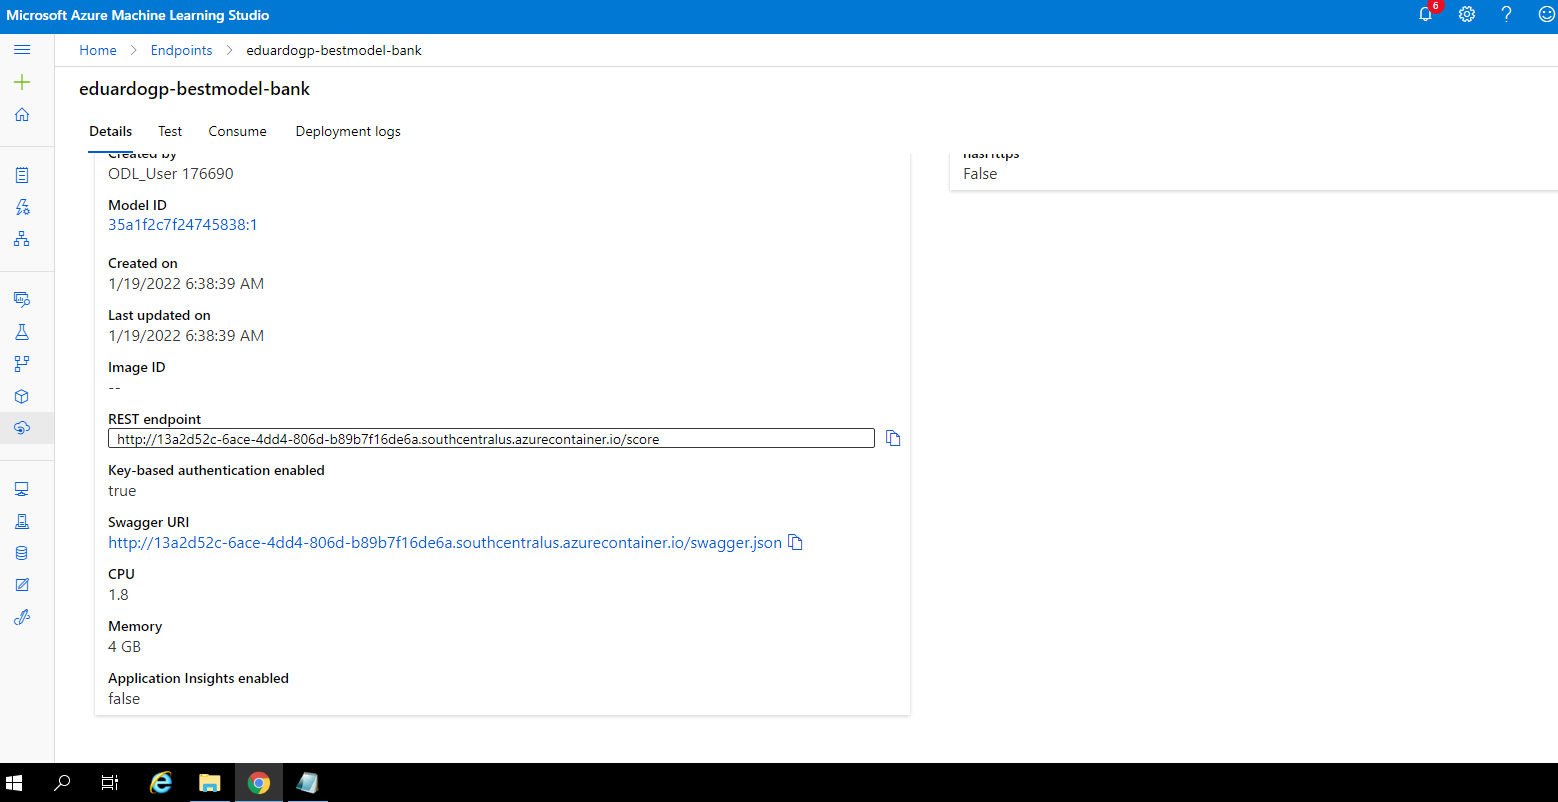 Microsoft Azure Machine Learning Studio
6
Home > Endpoints > eduardogp-bestmodel-bank
eduardogp-bestmodel-bank
Details Test Consume Deployment logs
Created by
ODL_User 176690
Model ID
35a1f2c7f24745838:1
Created on
1/19/2022 6:38:39 AM
Last updated on
1/19/2022 6:38:39 AM
Image ID
--
REST endpoint
http://13a2d52c-6ace-4dd4-806d-b89b7f16de6a.southcentralus.azurecontainer.io/score
Key-based authentication enabled
true
Swagger URI
http://13a2d52c-6ace-4dd4-806d-b89b7f16de6a.southcentralus.azurecontainer.io/swagger.json
CPU
1.8
Memory
4 GB
Application Insights enabled
false
hasHttps
False